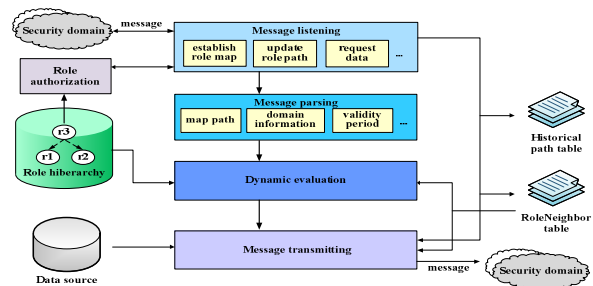 message
Security domain
Message listening
establish
role map
update
role path
request
data
...
Role
authorization
Message parsing
map path
domain
information
validity
period
...
r3
r1
r2
Role hiberarchy
Historical
path table
Dynamic evaluation
RoleNeighbor
table
Message transmitting
Data source
message
Security domain